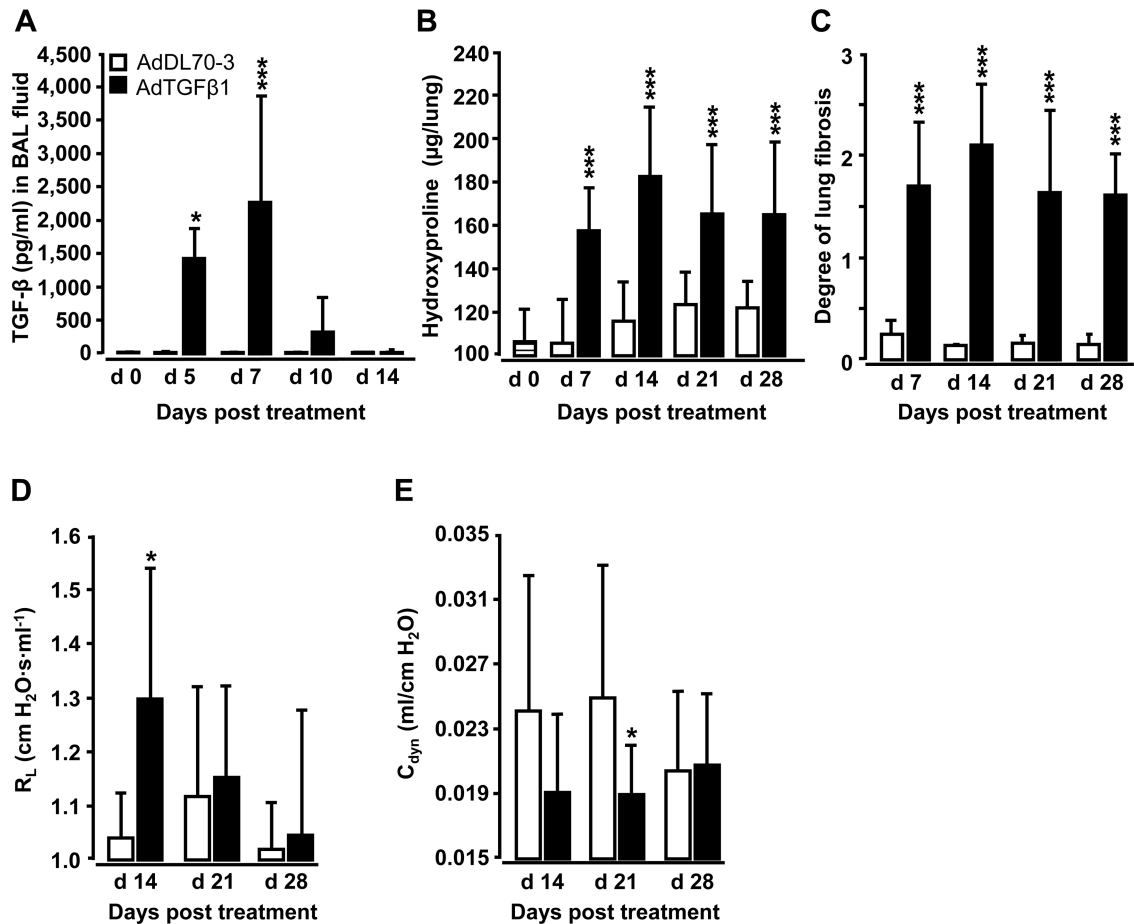 A
TGF-β (pg/ml) in BAL fluid
4,500
4,000
3,500
3,000
2,500
2,000
1,500
1,000
500
0
AdDL70-3
AdTGFβ1
*
***
d 0 d 5 d 7 d 10 d 14
Days post treatment
B
Hydroxyproline (µg/lung)
240
220
200
180
160
140
120
100
***
***
***
***
d 0 d 7 d 14 d 21 d 28
Days post treatment
C
Degree of lung fibrosis
3
2
1
0
***
***
***
***
d 7 d 14 d 21 d 28
Days post treatment
D
R_L (cm H₂O·s·ml⁻¹)
1.6
1.5
1.4
1.3
1.2
1.1
1.0
*
d 14 d 21 d 28
Days post treatment
E
C_dyn (ml/cm H₂O)
0.035
0.031
0.027
0.023
0.019
0.015
*
d 14 d 21 d 28
Days post treatment